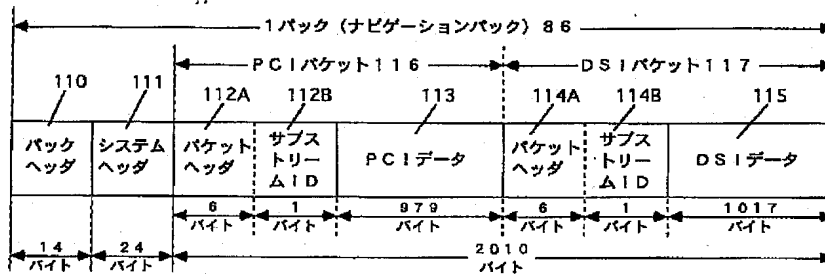 1パック（ナビゲーションパック）86
PCIパケット116 DSIパケット117
110 111 112A 112B 113 114A 114B 115
パック
ヘッダ
システム
ヘッダ
パケット
ヘッダ
サブス
トリー
ムID
PCIデータ
パケット
ヘッダ
サブス
トリー
ムID
DSIデータ
6
バイト
1
バイト
979
バイト
6
バイト
1
バイト
1017
バイト
14
バイト
24
バイト
2010
バイト